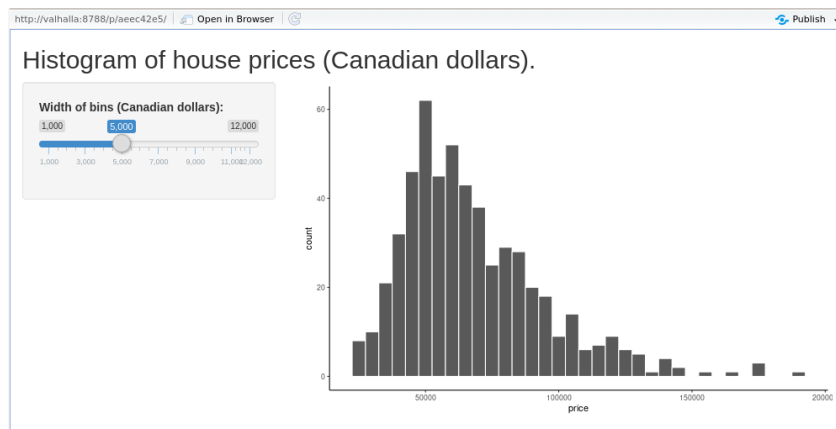 http://valhalla:8788/p/aeec42e5/ Open in Browser Publish
Histogram of house prices (Canadian dollars).
Width of bins (Canadian dollars):
1,000 5,000 12,000
1,000 3,000 5,000 7,000 9,000 11,000 12,000
60
40
20
0
count
50000 100000 150000 20000
price